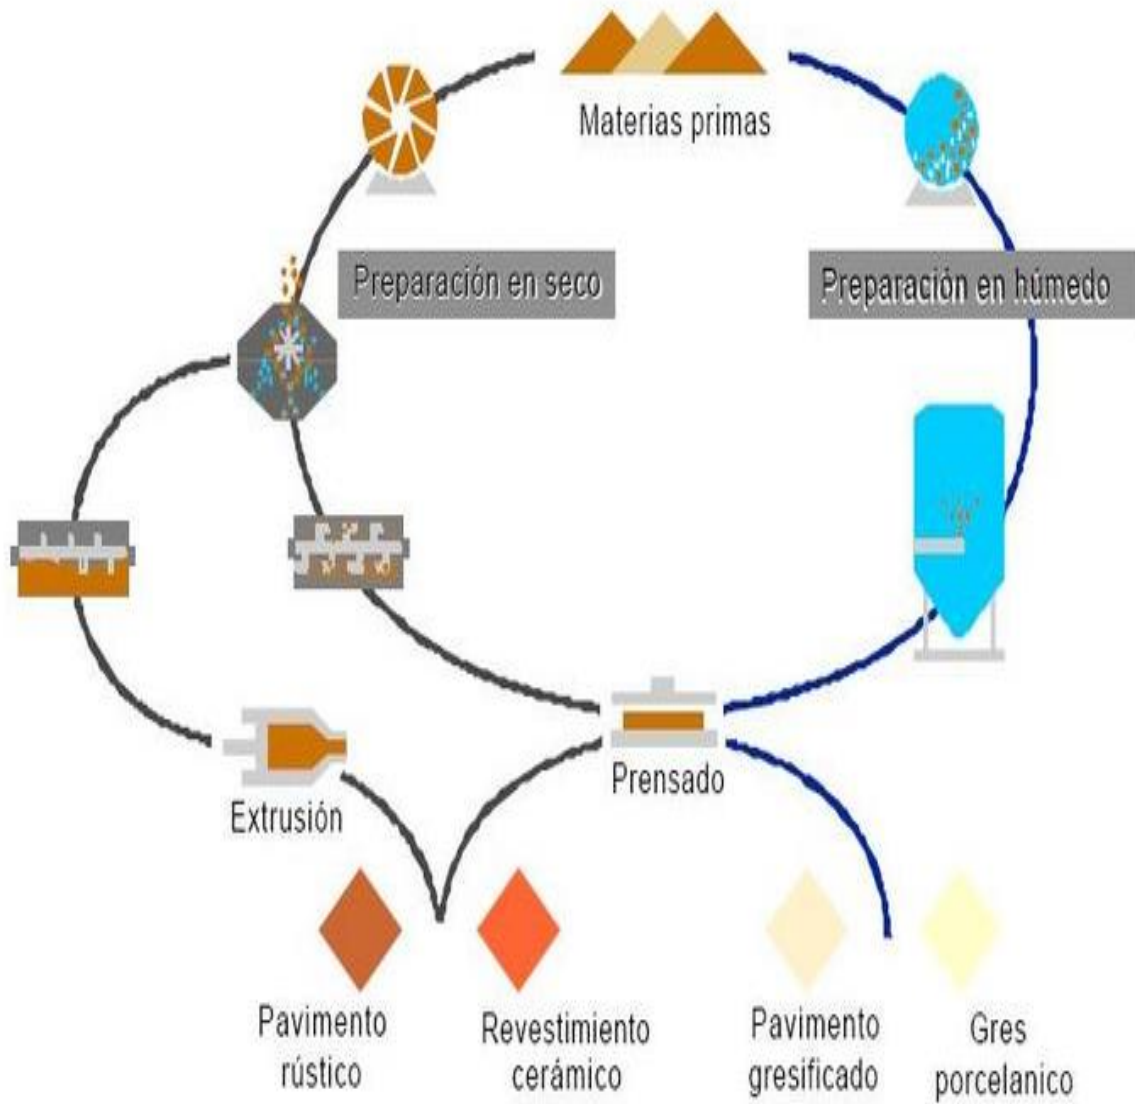 Materias primas
Preparación en seco
Preparación en húmedo
Prensado
Extrusión
Pavimento
rústico
Revestimiento
cerámico
Pavimento
gresificado
Gres
porcelanico